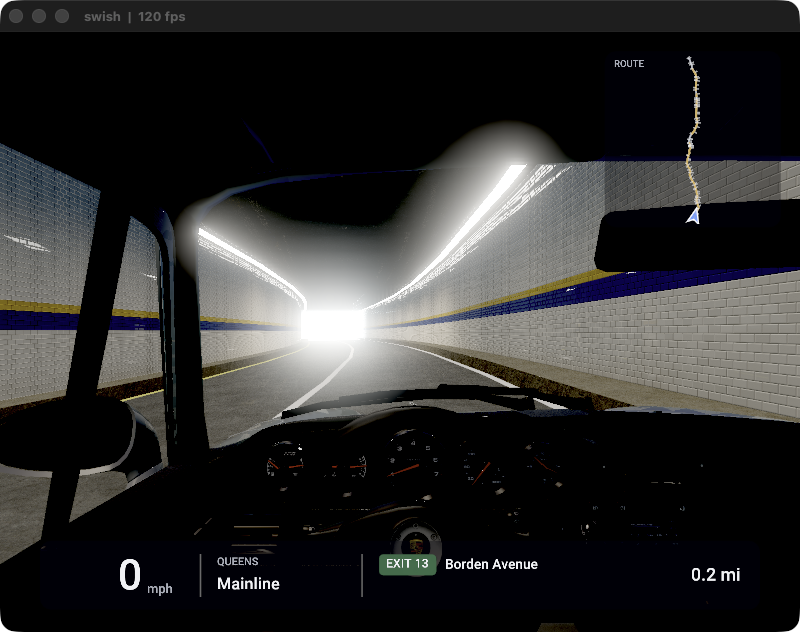 swish | 120 fps
ROUTE
0 mph
QUEENS
Mainline
EXIT 13 Borden Avenue
0.2 mi